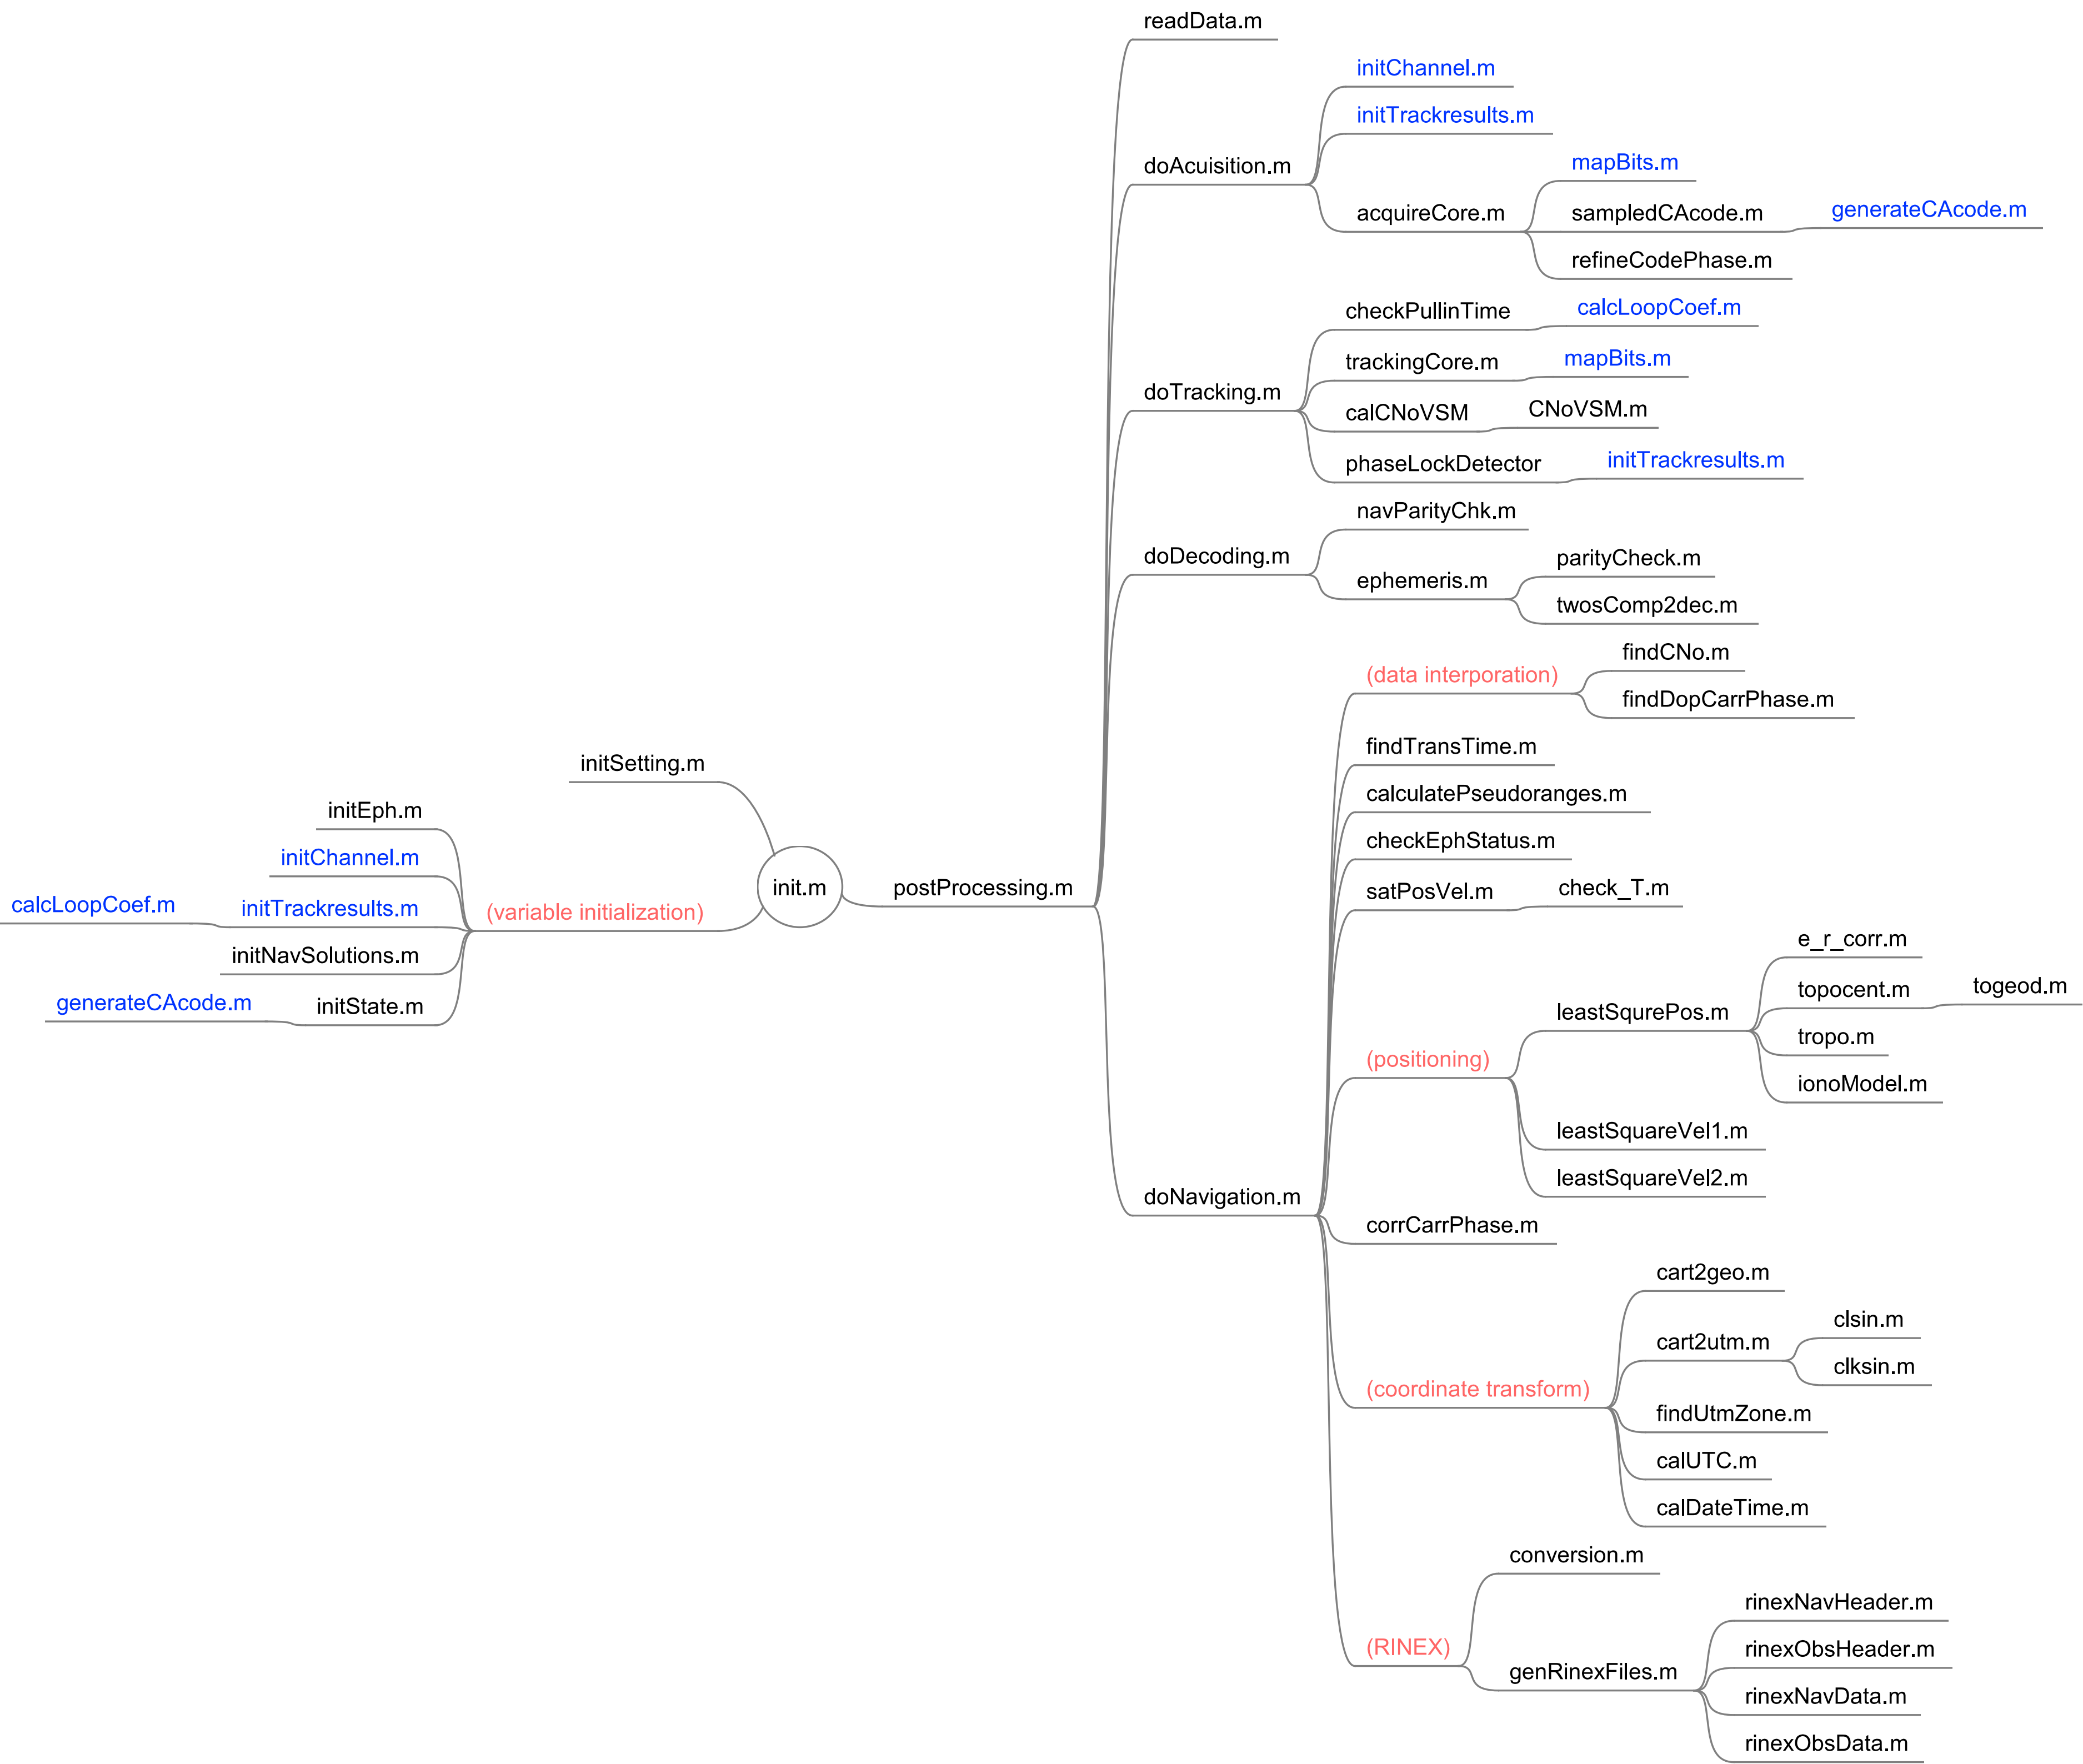 readData.m
initChannel.m
initTrackresults.m
doAcuisition.m
mapBits.m
acquireCore.m
sampledCAcode.m
generateCAcode.m
refineCodePhase.m
checkPullinTime
calcLoopCoef.m
trackingCore.m
mapBits.m
doTracking.m
calCNoVSM
CNoVSM.m
phaseLockDetector
initTrackresults.m
navParityChk.m
doDecoding.m
parityCheck.m
ephemeris.m
twosComp2dec.m
findCNo.m
(data interporation)
findDopCarrPhase.m
findTransTime.m
initSetting.m
calculatePseudoranges.m
initEph.m
checkEphStatus.m
initChannel.m
init.m
postProcessing.m
satPosVel.m
check_T.m
calcLoopCoef.m
initTrackresults.m
(variable initialization)
initNavSolutions.m
generateCAcode.m
initState.m
e_r_corr.m
topocent.m
togeod.m
leastSqurePos.m
tropo.m
(positioning)
ionoModel.m
leastSquareVel1.m
leastSquareVel2.m
doNavigation.m
corrCarrPhase.m
cart2geo.m
clsin.m
cart2utm.m
clksin.m
(coordinate transform)
findUtmZone.m
calUTC.m
calDateTime.m
conversion.m
rinexNavHeader.m
(RINEX)
rinexObsHeader.m
genRinexFiles.m
rinexNavData.m
rinexObsData.m